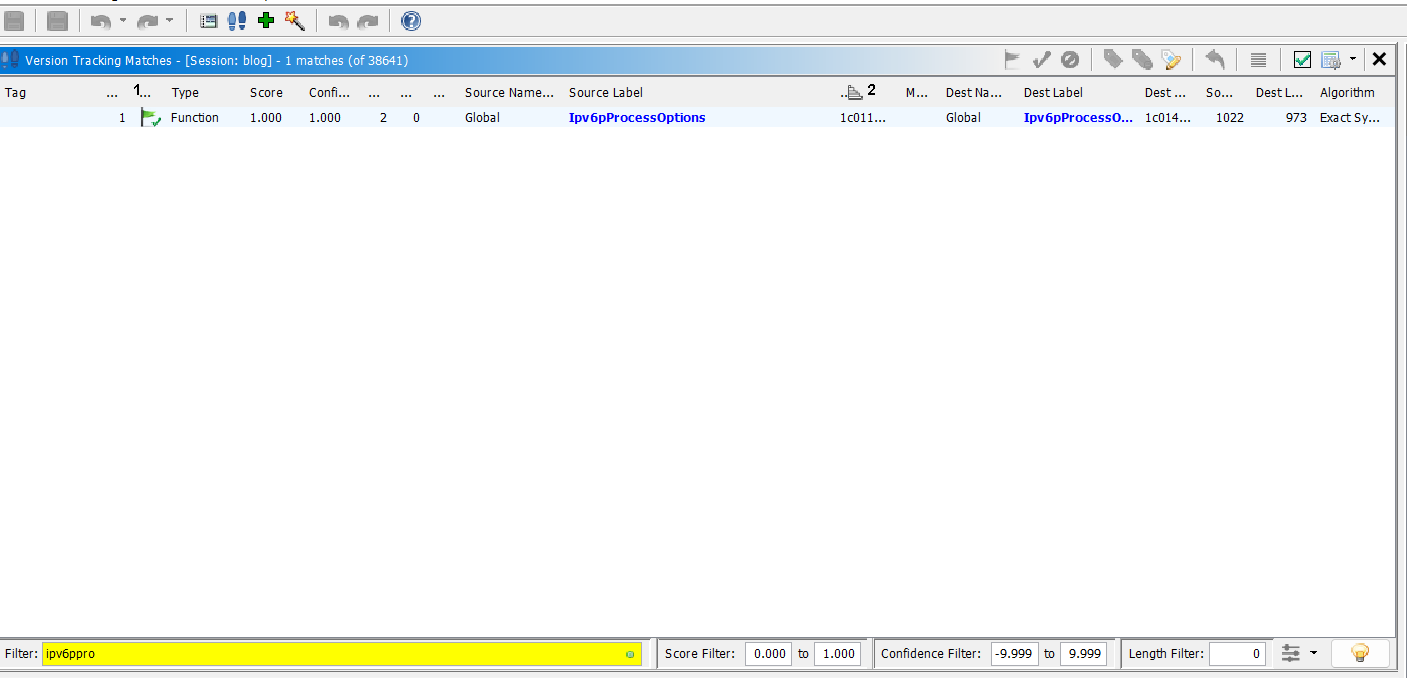 Version Tracking Matches - [Session: blog] - 1 matches (of 38641)
Tag ... 1... Type Score Confi... ... ... ... Source Name... Source Label .. 2 M... Dest Na... Dest Label Dest ... So... Dest L... Algorithm
1 Function 1.000 1.000 2 0 Global Ipv6pProcessOptions 1c011... Global Ipv6pProcessO... 1c014... 1022 973 Exact Sy...
Filter: ipv6ppro Score Filter: 0.000 to 1.000 Confidence Filter: -9.999 to 9.999 Length Filter: 0